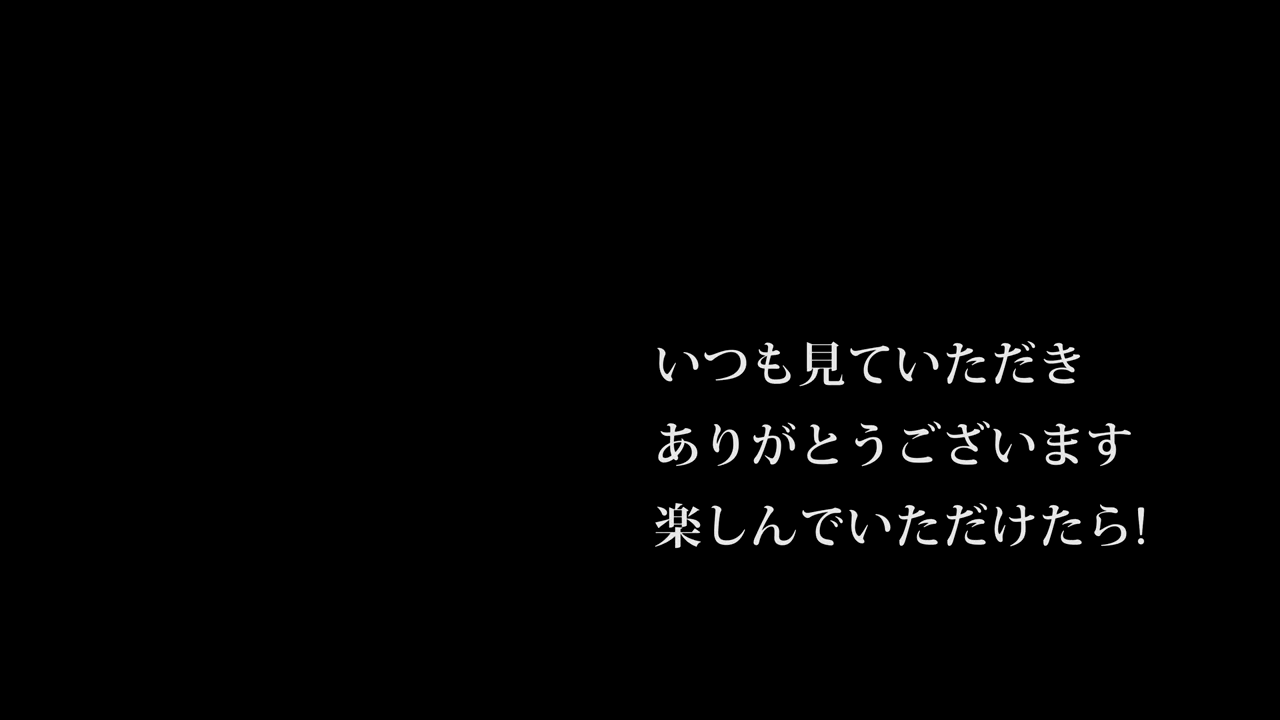 いつも見ていただき
ありがとうございます
楽しんでいただけたら!